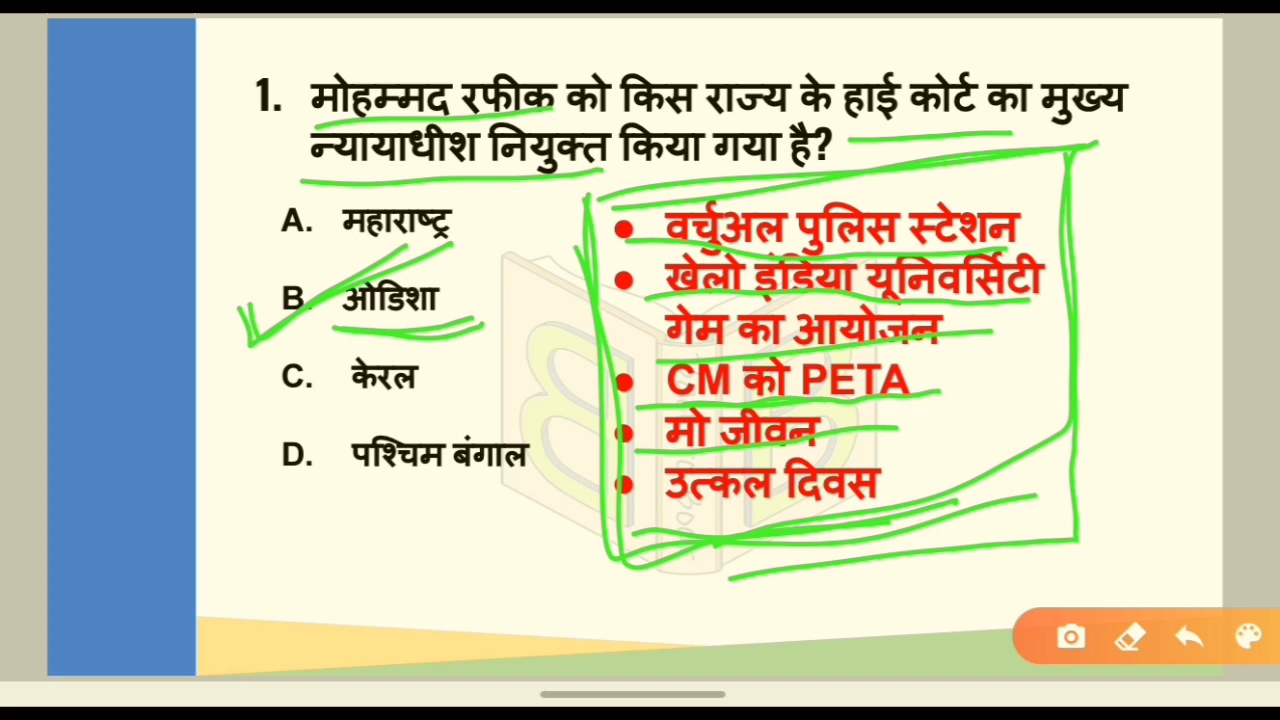 1. मोहम्मद रफीक को किस राज्य के हाई कोर्ट का मुख्य
न्यायाधीश नियुक्त किया गया है?
A. महाराष्ट्र
B. ओडिशा
C. केरल
D. पश्चिम बंगाल
● वर्चुअल पुलिस स्टेशन
● खेलो इंडिया यूनिवर्सिटी
गेम का आयोजन
● CM को PETA
● मो जीवन
● उत्कल दिवस